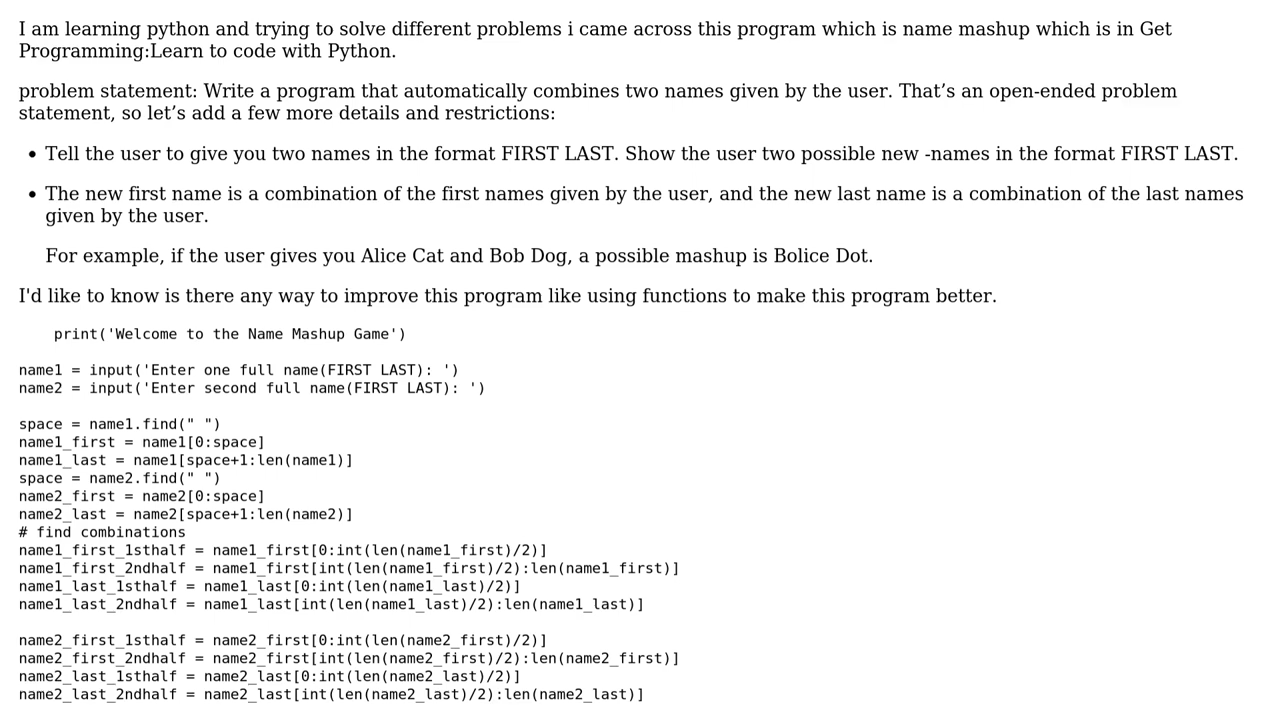 I am learning python and trying to solve different problems i came across this program which is name mashup which is in Get
Programming:Learn to code with Python.
problem statement: Write a program that automatically combines two names given by the user. That’s an open-ended problem
statement, so let’s add a few more details and restrictions:
• Tell the user to give you two names in the format FIRST LAST. Show the user two possible new -names in the format FIRST LAST.
• The new first name is a combination of the first names given by the user, and the new last name is a combination of the last names
given by the user.
For example, if the user gives you Alice Cat and Bob Dog, a possible mashup is Bolice Dot.
I'd like to know is there any way to improve this program like using functions to make this program better.
    print('Welcome to the Name Mashup Game')
name1 = input('Enter one full name(FIRST LAST): ')
name2 = input('Enter second full name(FIRST LAST): ')
space = name1.find(" ")
name1_first = name1[0:space]
name1_last = name1[space+1:len(name1)]
space = name2.find(" ")
name2_first = name2[0:space]
name2_last = name2[space+1:len(name2)]
# find combinations
name1_first_1sthalf = name1_first[0:int(len(name1_first)/2)]
name1_first_2ndhalf = name1_first[int(len(name1_first)/2):len(name1_first)]
name1_last_1sthalf = name1_last[0:int(len(name1_last)/2)]
name1_last_2ndhalf = name1_last[int(len(name1_last)/2):len(name1_last)]
name2_first_1sthalf = name2_first[0:int(len(name2_first)/2)]
name2_first_2ndhalf = name2_first[int(len(name2_first)/2):len(name2_first)]
name2_last_1sthalf = name2_last[0:int(len(name2_last)/2)]
name2_last_2ndhalf = name2_last[int(len(name2_last)/2):len(name2_last)]